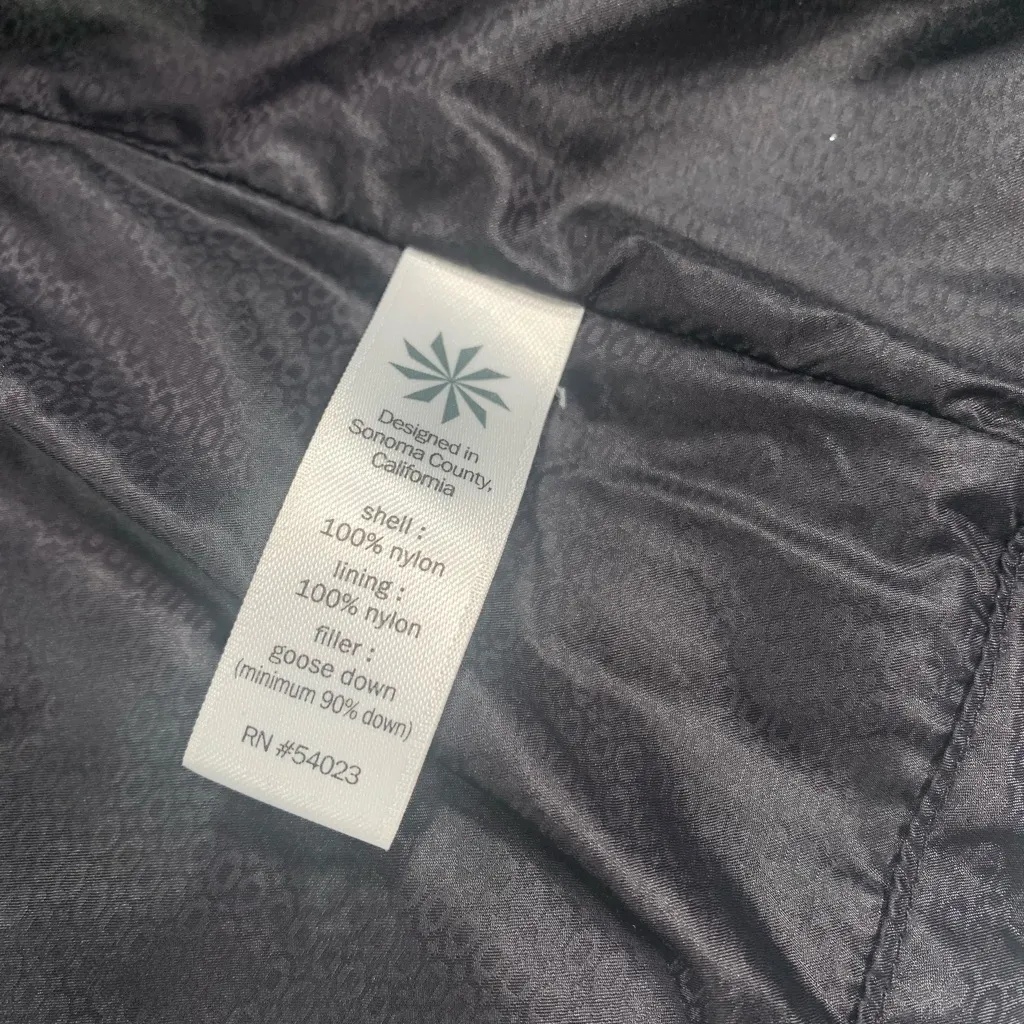 Designed in
Sonoma County,
California
shell :
100% nylon
lining :
100% nylon
filler :
goose down
(minimum 90% down)
RN #54023